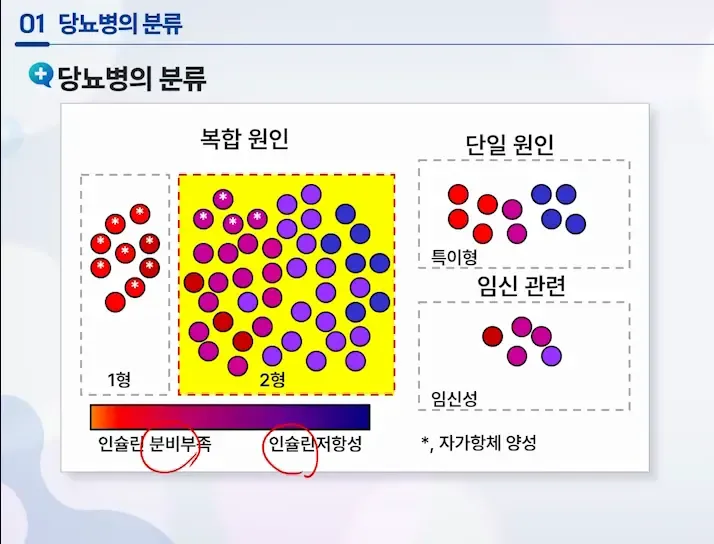 01 당뇨병의 분류
당뇨병의 분류
복합 원인
단일 원인
* *
* * *
* *
*
*
* * *
특이형
임신 관련
1형
2형
임신성
인슐린 분비부족
인슐린저항성
*, 자가항체 양성